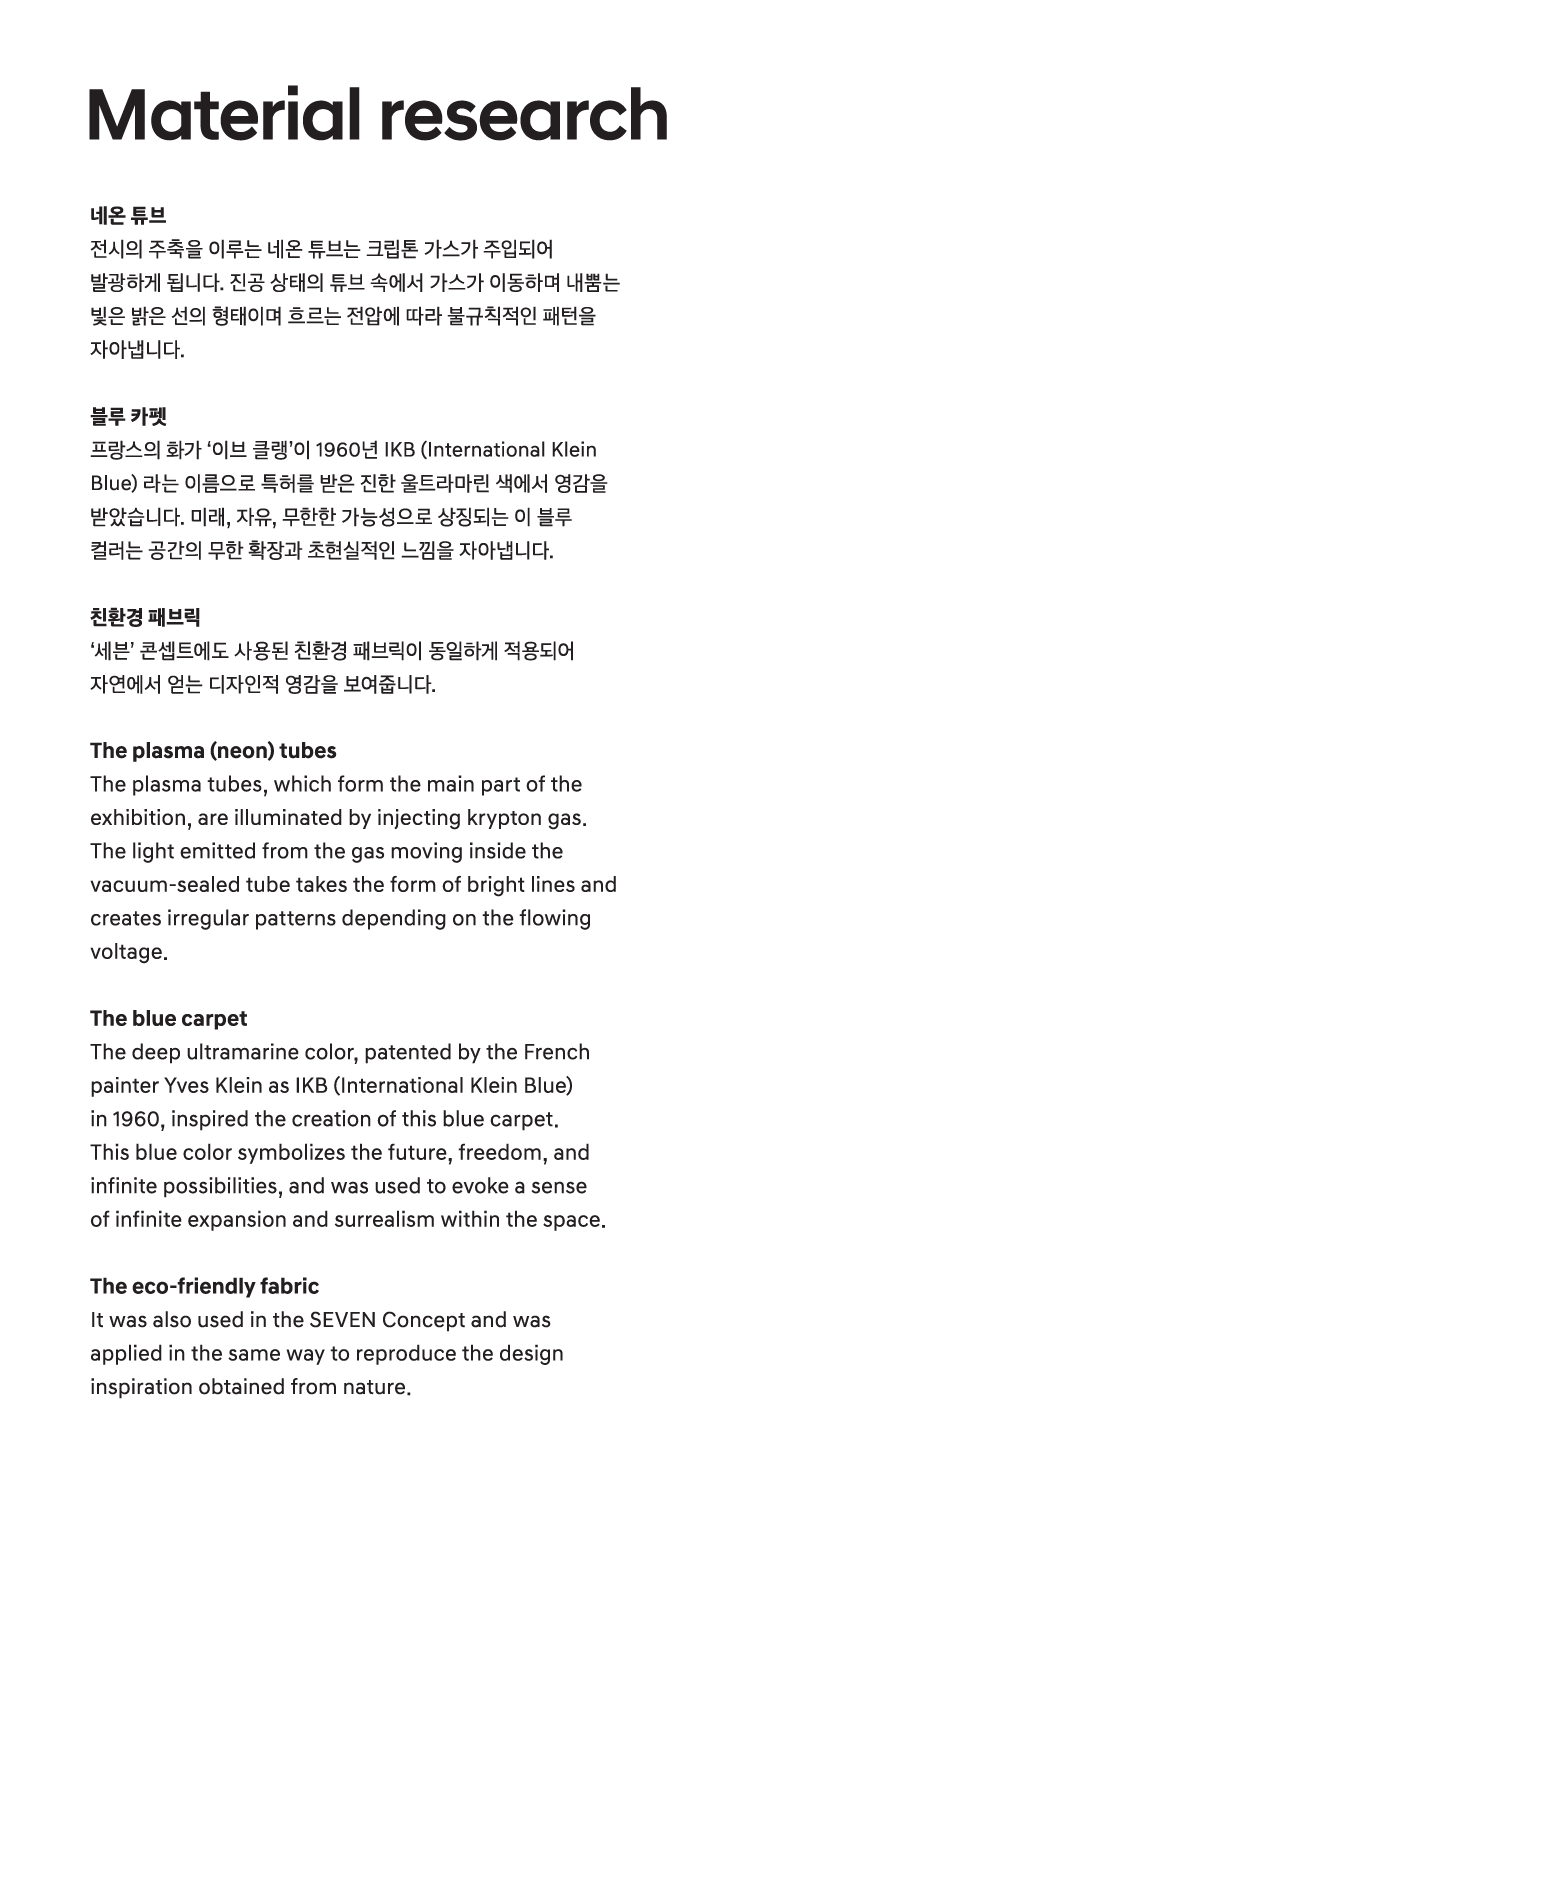 Material research
네온 튜브
전시의 주축을 이루는 네온 튜브는 크립톤 가스가 주입되어
발광하게 됩니다. 진공 상태의 튜브 속에서 가스가 이동하며 내뿜는
빛은 밝은 선의 형태이며 흐르는 전압에 따라 불규칙적인 패턴을
자아냅니다.
블루 카펫
프랑스의 화가 ‘이브 클랭’이 1960년 IKB (International Klein
Blue) 라는 이름으로 특허를 받은 진한 울트라마린 색에서 영감을
받았습니다. 미래, 자유, 무한한 가능성으로 상징되는 이 블루
컬러는 공간의 무한 확장과 초현실적인 느낌을 자아냅니다.
친환경 패브릭
‘세븐’ 콘셉트에도 사용된 친환경 패브릭이 동일하게 적용되어
자연에서 얻는 디자인적 영감을 보여줍니다.
The plasma (neon) tubes
The plasma tubes, which form the main part of the
exhibition, are illuminated by injecting krypton gas.
The light emitted from the gas moving inside the
vacuum-sealed tube takes the form of bright lines and
creates irregular patterns depending on the flowing
voltage.
The blue carpet
The deep ultramarine color, patented by the French
painter Yves Klein as IKB (International Klein Blue)
in 1960, inspired the creation of this blue carpet.
This blue color symbolizes the future, freedom, and
infinite possibilities, and was used to evoke a sense
of infinite expansion and surrealism within the space.
The eco-friendly fabric
It was also used in the SEVEN Concept and was
applied in the same way to reproduce the design
inspiration obtained from nature.